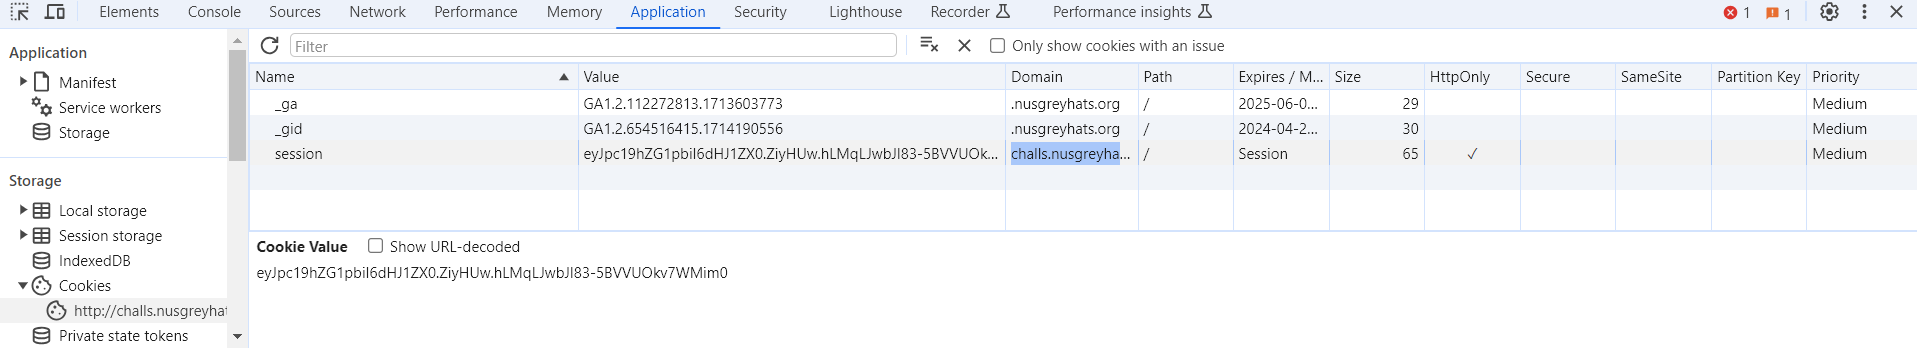 Elements Console Sources Network Performance Memory Application Security Lighthouse Recorder Performance insights 1 1
Application
Manifest
Service workers
Storage
Storage
Local storage
Session storage
IndexedDB
Cookies
http://challs.nusgreyhat
Private state tokens
Filter Only show cookies with an issue
Name Value Domain Path Expires / M... Size HttpOnly Secure SameSite Partition Key Priority
_ga GA1.2.112272813.1713603773 .nusgreyhats.org / 2025-06-0... 29 Medium
_gid GA1.2.654516415.1714190556 .nusgreyhats.org / 2024-04-2... 30 Medium
session eyJpc19hZG1pbiI6dHJ1ZX0.ZiyHUw.hLMqLJwbJI83-5BVVUOk... challs.nusgreyha... / Session 65 ✓ Medium
Cookie Value Show URL-decoded
eyJpc19hZG1pbiI6dHJ1ZX0.ZiyHUw.hLMqLJwbJI83-5BVVUOkv7WMim0